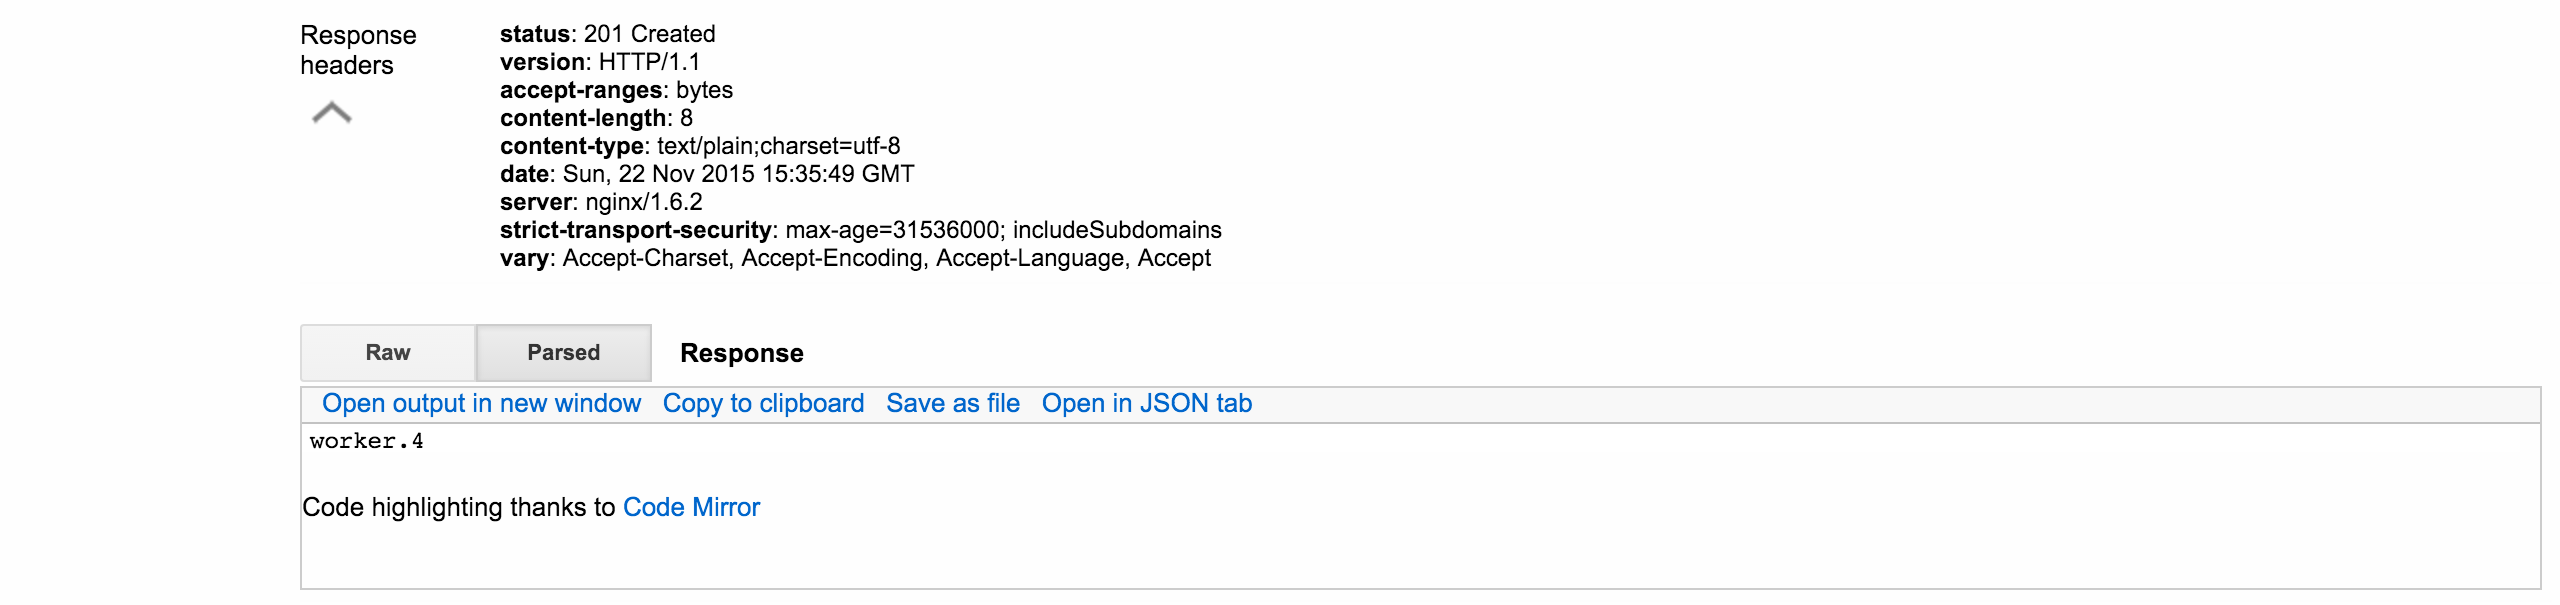 Response
headers
status: 201 Created
version: HTTP/1.1
accept-ranges: bytes
content-length: 8
content-type: text/plain;charset=utf-8
date: Sun, 22 Nov 2015 15:35:49 GMT
server: nginx/1.6.2
strict-transport-security: max-age=31536000; includeSubdomains
vary: Accept-Charset, Accept-Encoding, Accept-Language, Accept
Raw Parsed Response
Open output in new window Copy to clipboard Save as file Open in JSON tab
worker.4
Code highlighting thanks to Code Mirror